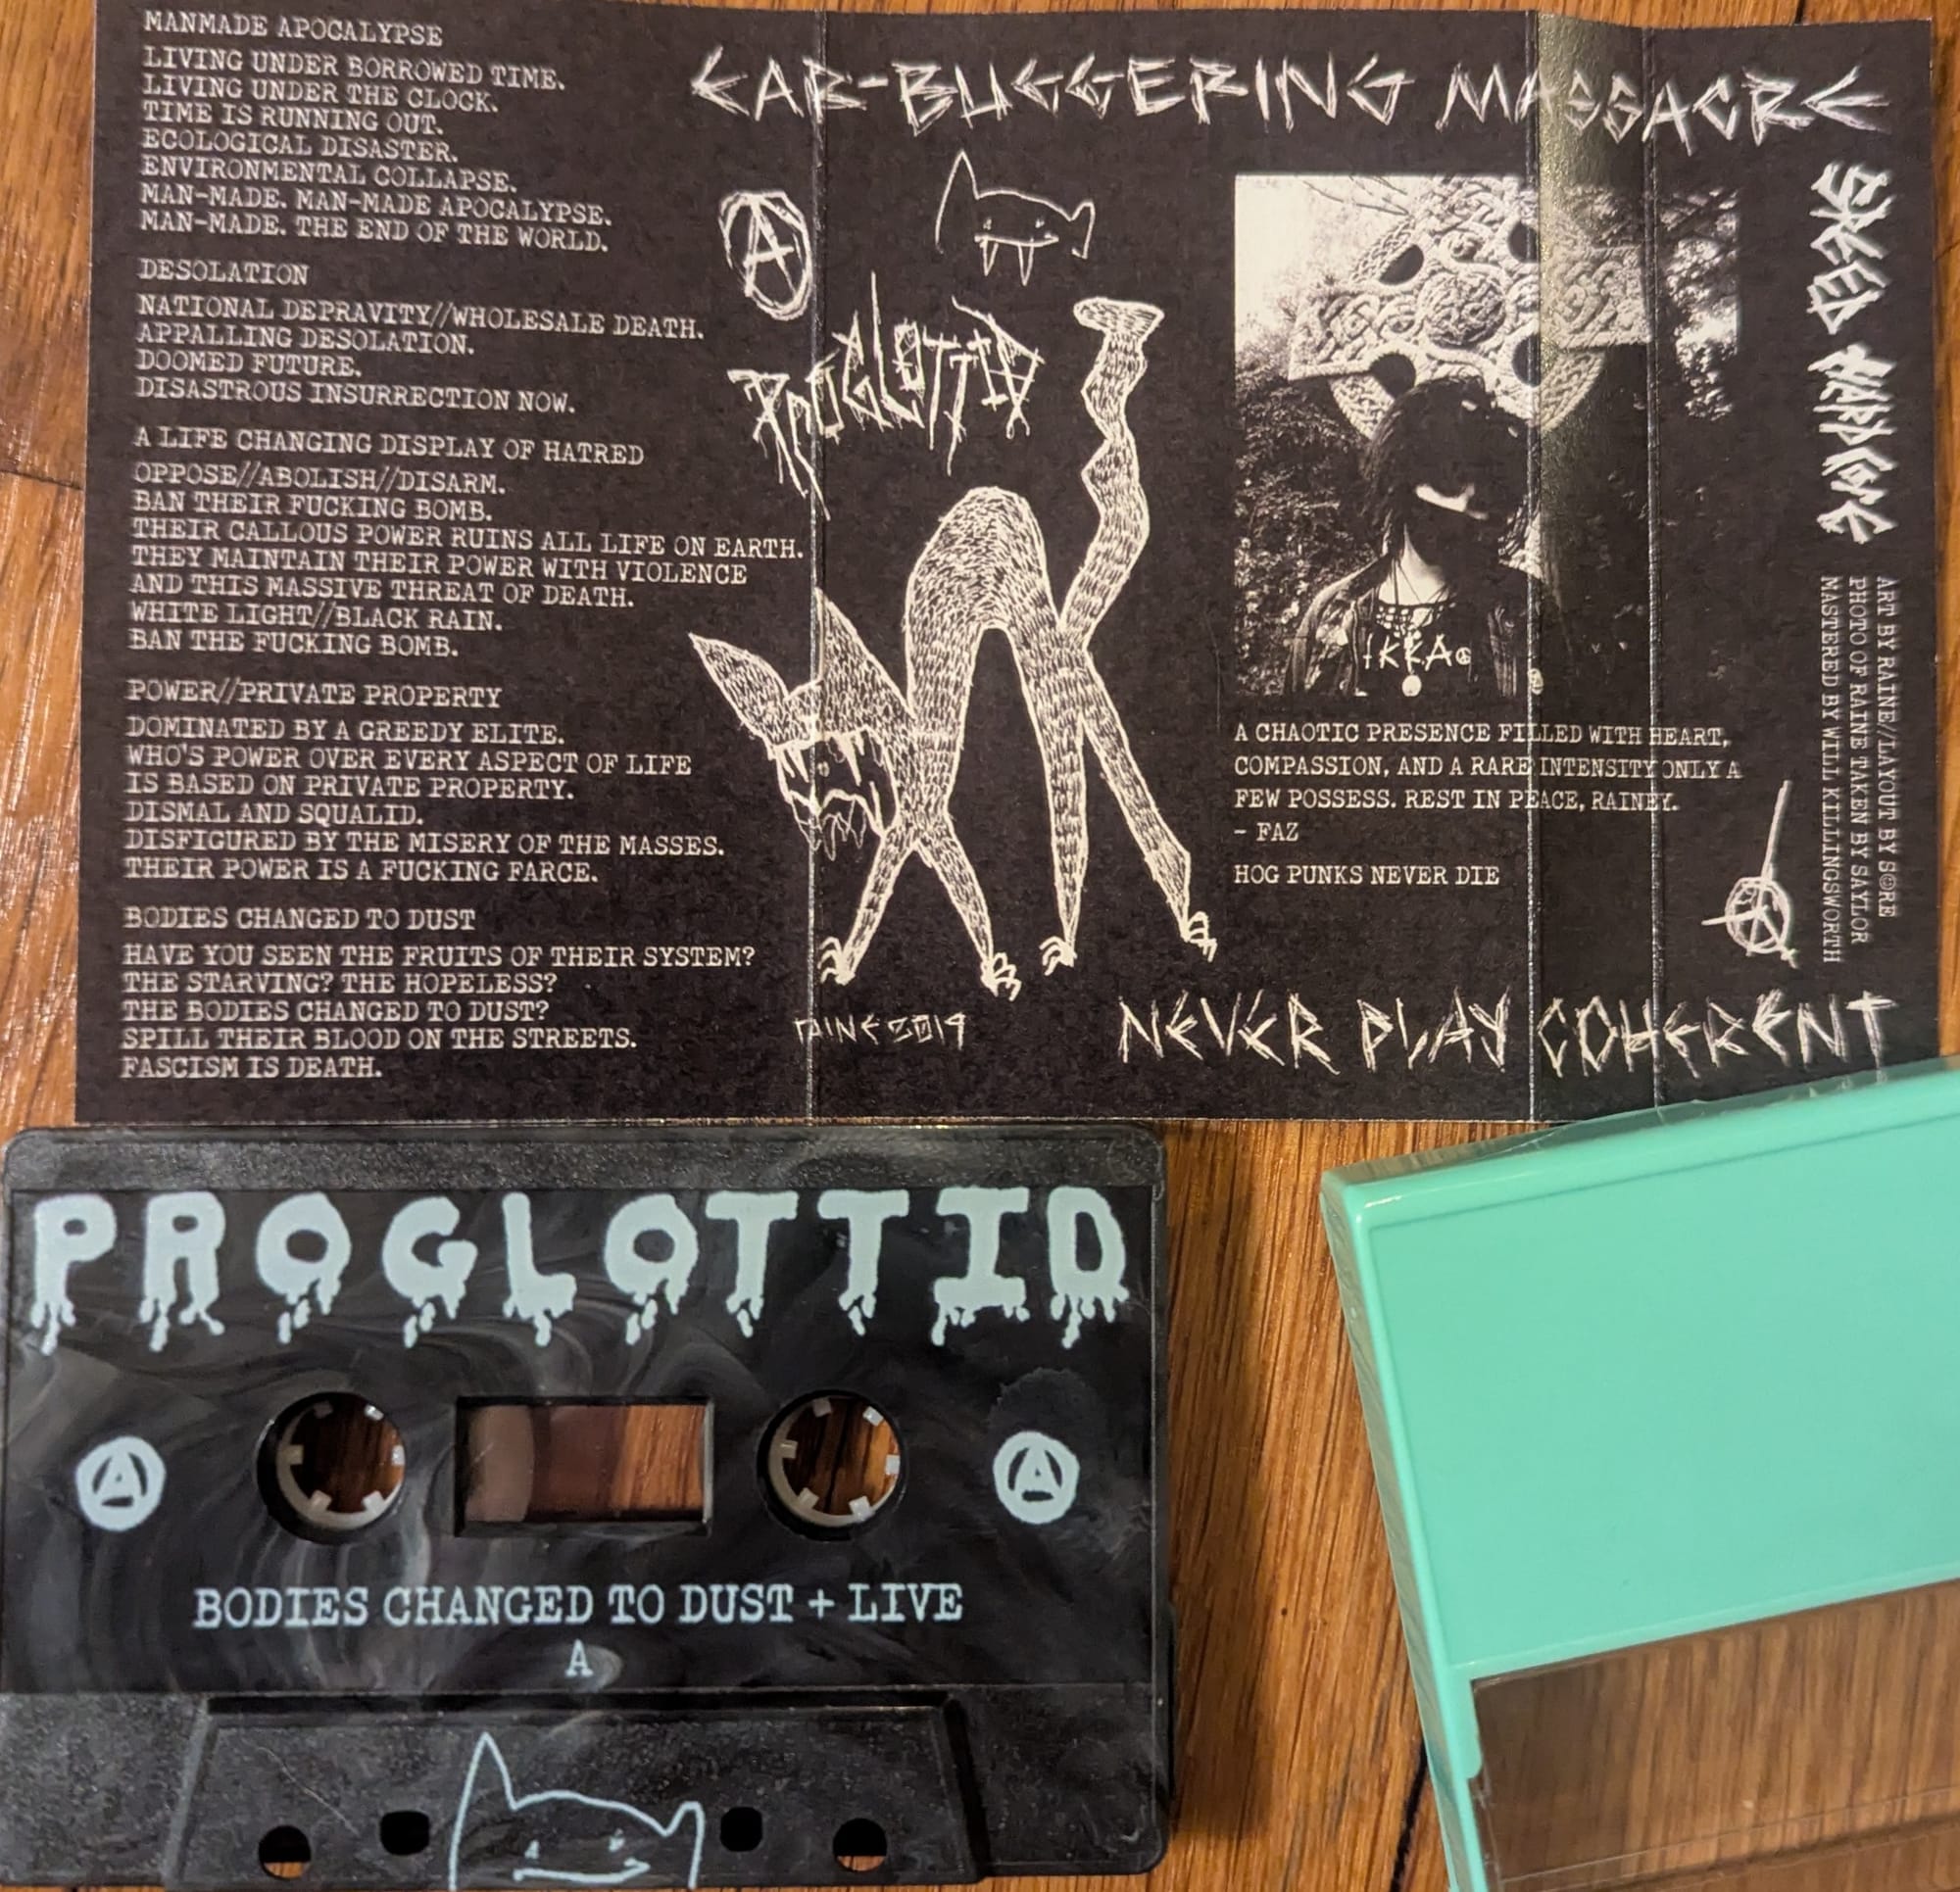 MANMADE APOCALYPSE
LIVING UNDER BORROWED TIME.
LIVING UNDER THE CLOCK.
TIME IS RUNNING OUT.
ECOLOGICAL DISASTER.
ENVIRONMENTAL COLLAPSE.
MAN-MADE. MAN-MADE APOCALYPSE.
MAN-MADE. THE END OF THE WORLD.
DESOLATION
NATIONAL DEPRAVITY//WHOLESALE DEATH.
APPALLING DESOLATION.
DOOMED FUTURE.
DISASTROUS INSURRECTION NOW.
A LIFE CHANGING DISPLAY OF HATRED
OPPOSE//ABOLISH//DISARM.
BAN THEIR FUCKING BOMB.
THEIR CALLOUS POWER RUINS ALL LIFE ON EARTH.
THEY MAINTAIN THEIR POWER WITH VIOLENCE
AND THIS MASSIVE THREAT OF DEATH.
WHITE LIGHT//BLACK RAIN.
BAN THE FUCKING BOMB.
POWER//PRIVATE PROPERTY
DOMINATED BY A GREEDY ELITE.
WHO'S POWER OVER EVERY ASPECT OF LIFE
IS BASED ON PRIVATE PROPERTY.
DISMAL AND SQUALID.
DISFIGURED BY THE MISERY OF THE MASSES.
THEIR POWER IS A FUCKING FARCE.
BODIES CHANGED TO DUST
HAVE YOU SEEN THE FRUITS OF THEIR SYSTEM?
THE STARVING? THE HOPELESS?
THE BODIES CHANGED TO DUST?
SPILL THEIR BLOOD ON THE STREETS.
FASCISM IS DEATH.
EAR-BUGGERING MASSACRE
A
PROGLOTTID
RAINE 2019
A CHAOTIC PRESENCE FILLED WITH HEART,
COMPASSION, AND A RARE INTENSITY ONLY A
FEW POSSESS. REST IN PEACE, RAINEY.
- FAZ
HOG PUNKS NEVER DIE
NEVER PLAY COHERENT
SPEED HARDCORE
ART BY RAINE//LAYOUT BY SORE
PHOTO OF RAINE TAKEN BY SAYLOR
MASTERED BY WILL KILLINGSWORTH
PROGLOTTID
A
A
BODIES CHANGED TO DUST + LIVE
A